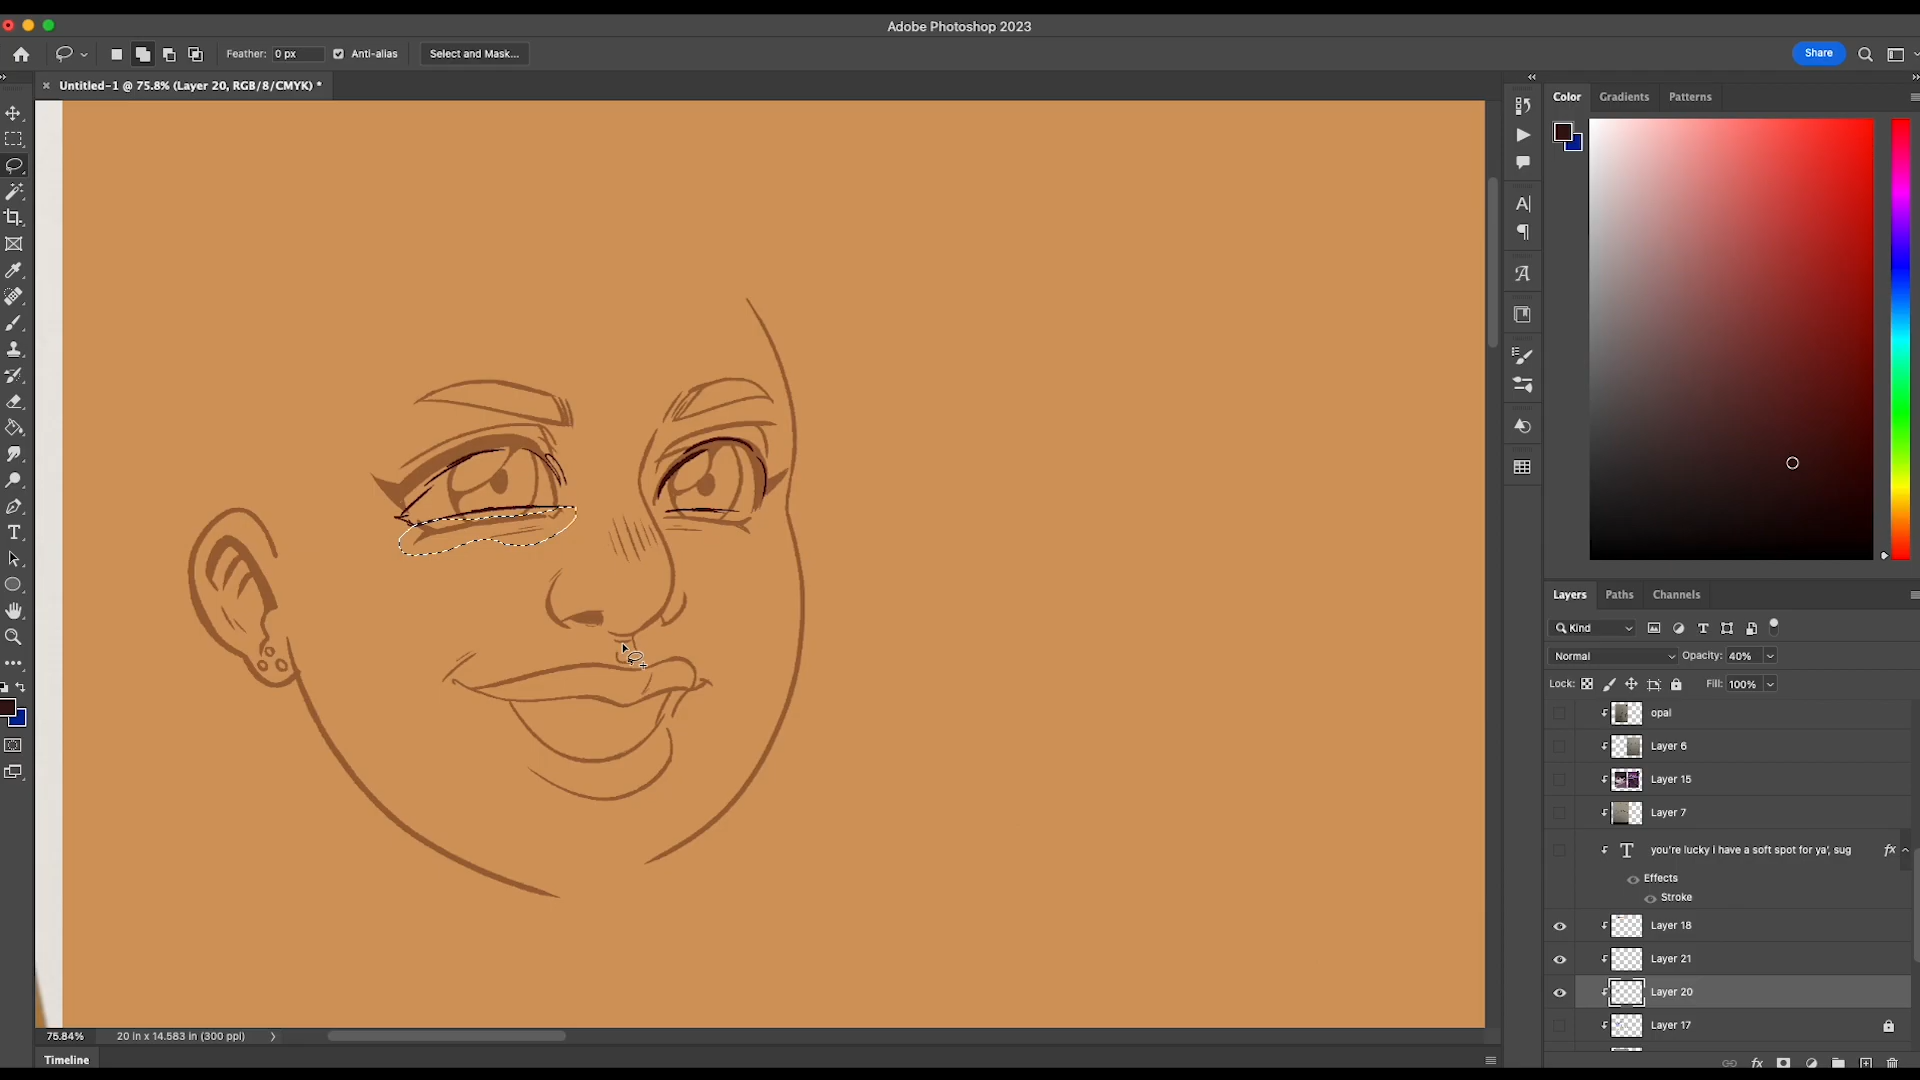 Adobe Photoshop 2023
Feather: 0 px
Anti-alias
Select and Mask...
Share
Untitled-1 @ 75.8% (Layer 20, RGB/8/CMYK) *
Color
Gradients
Patterns
Layers
Paths
Channels
Kind
Normal
Opacity: 40%
Lock:
Fill: 100%
opal
Layer 6
Layer 15
Layer 7
you're lucky i have a soft spot for ya', sug
fx
Effects
Stroke
Layer 18
Layer 21
Layer 20
Layer 17
75.84%
20 in x 14.583 in (300 ppi)
fx
Timeline